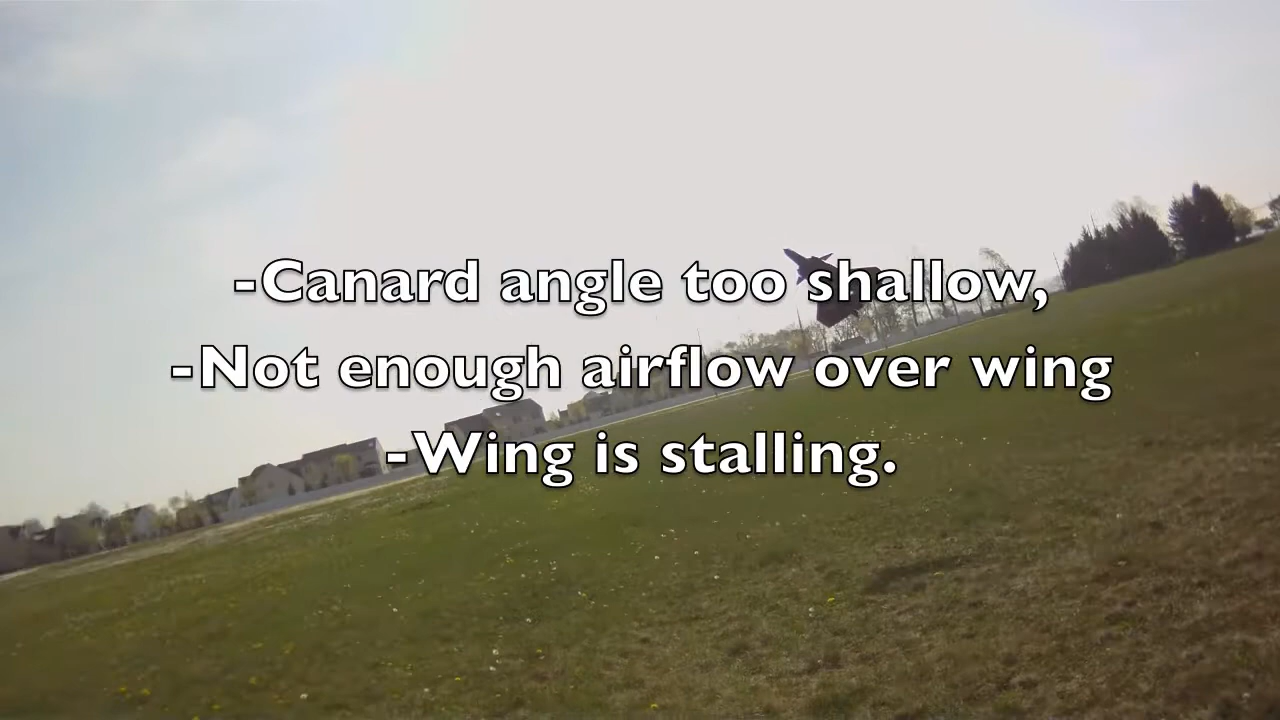 -Canard angle too shallow,
-Not enough airflow over wing
-Wing is stalling.